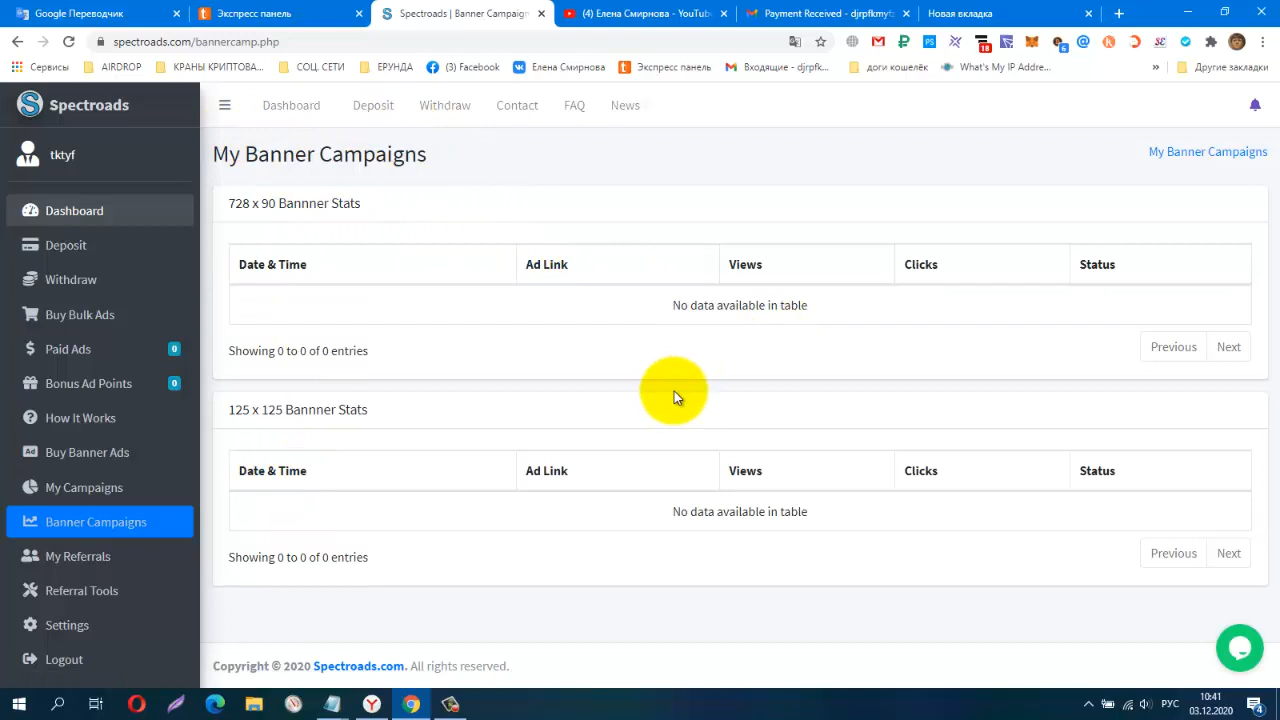 Google Переводчик
Экспресс панель
Spectroads | Banner Campaign
(4) Елена Смирнова - YouTube
Payment Received - djrpfkmyfz
Новая вкладка
spectroads.com/bannercamp.php
18
6
Сервисы
AIRDROP
КРАНЫ КРИПТОВА...
СОЦ. СЕТИ
ЕРУНДА
(3) Facebook
Елена Смирнова
Экспресс панель
Входящие - djrpfk...
доги кошелёк
What's My IP Addre...
»
Другие закладки
Spectroads
Dashboard
Deposit
Withdraw
Contact
FAQ
News
tktyf
My Banner Campaigns
My Banner Campaigns
Dashboard
Deposit
Withdraw
Buy Bulk Ads
Paid Ads 0
Bonus Ad Points 0
How It Works
Ad Buy Banner Ads
My Campaigns
Banner Campaigns
My Referrals
Referral Tools
Settings
Logout
728 x 90 Bannner Stats
Date & Time Ad Link Views Clicks Status
No data available in table
Showing 0 to 0 of 0 entries
Previous Next
125 x 125 Bannner Stats
Date & Time Ad Link Views Clicks Status
No data available in table
Showing 0 to 0 of 0 entries
Previous Next
Copyright © 2020 Spectroads.com. All rights reserved.
РУС
10:41
03.12.2020
4